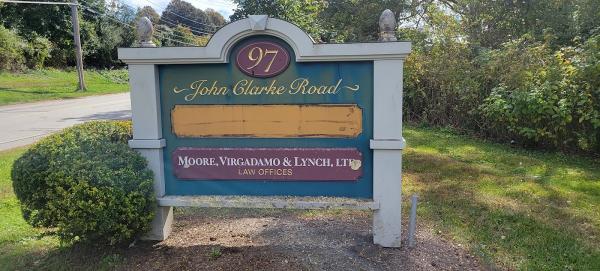 97
John Clarke Road
MOORE, VIRGADAMO & LYNCH, LTD.
LAW OFFICES